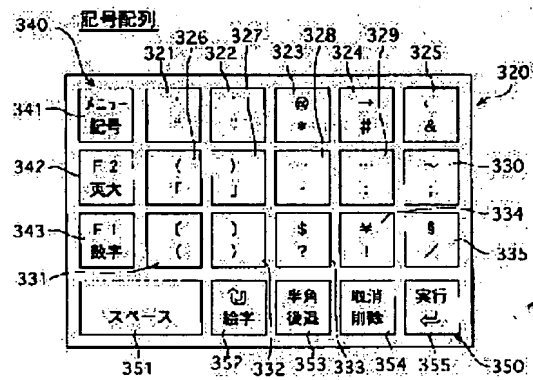 記号配列
340 326 327 328 329
321 322 323 324 325
320
341 メニュー ® →
記号 * # &
342 F2 ( ) ～ 330
英大 「 」 : ;
343 F1 $ ¥ § 334
数字 ( ) ? ! / 335
331
半角 取消 実行
スペース 絵字 後退 削除
351 352 332 353 333 354 355 350